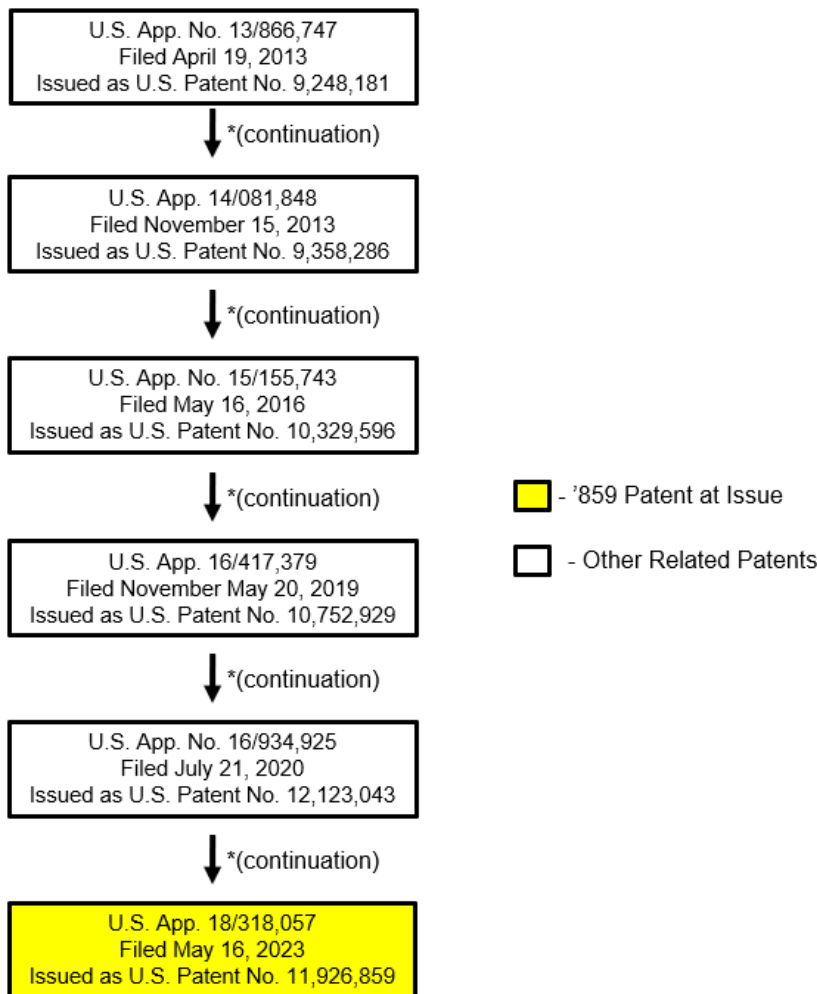 U.S. App. No. 13/866,747
Filed April 19, 2013
Issued as U.S. Patent No. 9,248,181
*(continuation)
U.S. App. 14/081,848
Filed November 15, 2013
Issued as U.S. Patent No. 9,358,286
*(continuation)
U.S. App. No. 15/155,743
Filed May 16, 2016
Issued as U.S. Patent No. 10,329,596
*(continuation)
U.S. App. 16/417,379
Filed November May 20, 2019
Issued as U.S. Patent No. 10,752,929
*(continuation)
U.S. App. No. 16/934,925
Filed July 21, 2020
Issued as U.S. Patent No. 12,123,043
*(continuation)
U.S. App. 18/318,057
Filed May 16, 2023
Issued as U.S. Patent No. 11,926,859
- ’859 Patent at Issue
- Other Related Patents